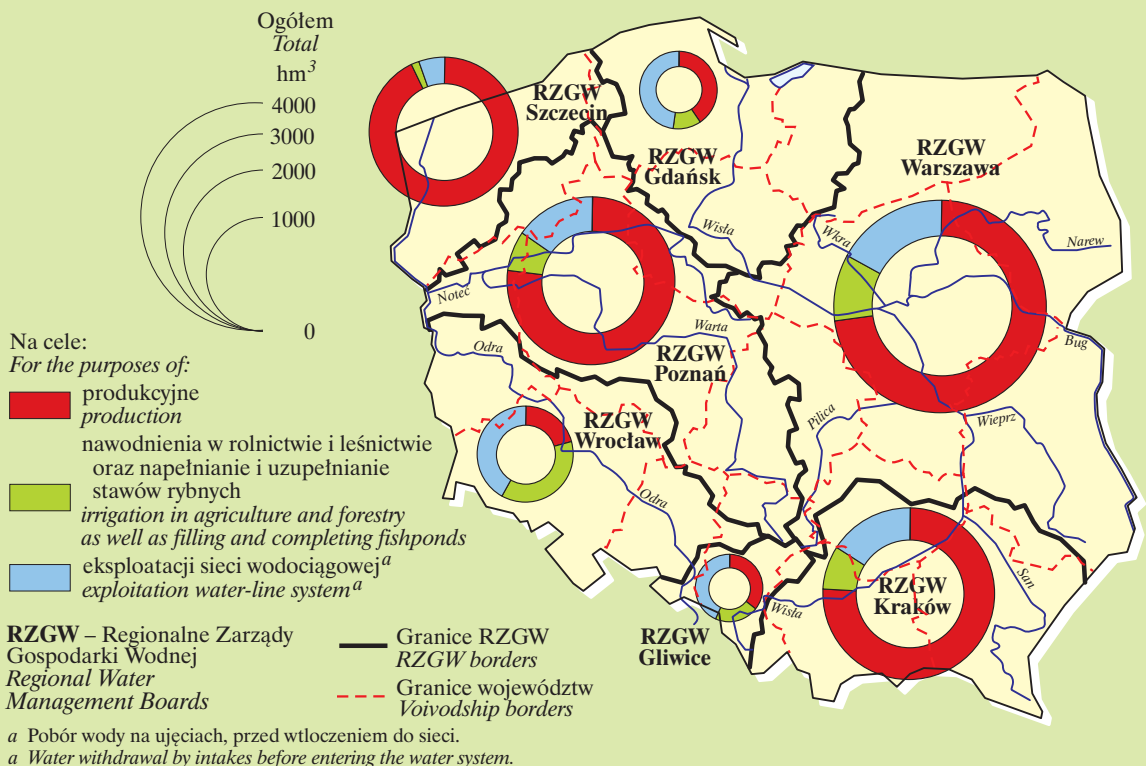 Ogółem
Total
hm³
4000
3000
2000
1000
0
Na cele:
For the purposes of:
produkcyjne
production
nawodnienia w rolnictwie i leśnictwie
oraz napełnianie i uzupełnianie
stawów rybnych
irrigation in agriculture and forestry
as well as filling and completing fishponds
eksploatacji sieci wodociągowejᵃ
exploitation water-line systemᵃ
RZGW – Regionalne Zarządy
Gospodarki Wodnej
Regional Water
Management Boards
Granice RZGW
RZGW borders
Granice województw
Voivodship borders
a Pobór wody na ujęciach, przed wtłoczeniem do sieci.
a Water withdrawal by intakes before entering the water system.
RZGW
Szczecin
RZGW
Gdańsk
RZGW
Warszawa
Wisła
Wkra
Narew
Noteć
Warta
Bug
Odra
RZGW
Poznań
RZGW
Wrocław
Pilica
Wieprz
Odra
San
RZGW
Kraków
Wisła
RZGW
Gliwice